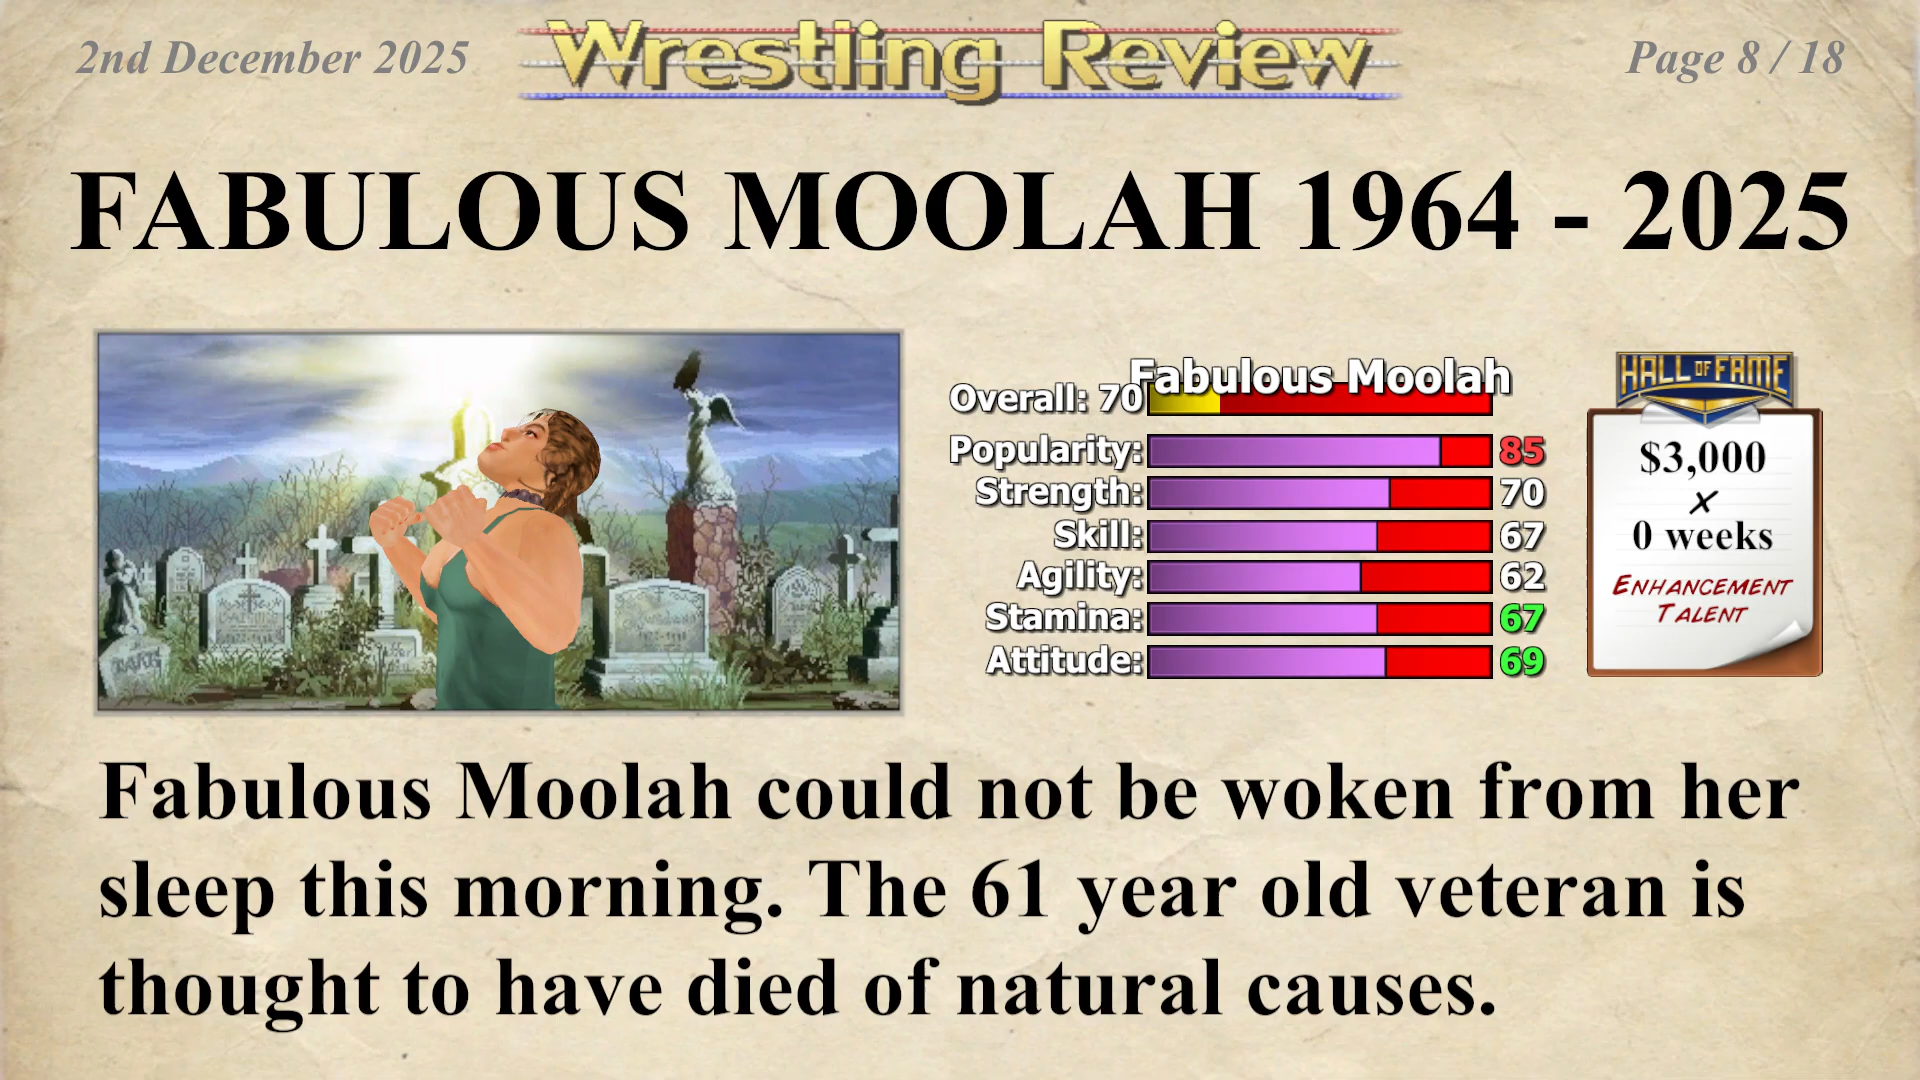 2nd December 2025
Wrestling Review
Page 8 / 18
FABULOUS MOOLAH 1964 - 2025
Fabulous Moolah
Overall: 70
Popularity: 85
Strength: 70
Skill: 67
Agility: 62
Stamina: 67
Attitude: 69
HALL OF FAME
$3,000
x
0 weeks
ENHANCEMENT
TALENT
Fabulous Moolah could not be woken from her
sleep this morning. The 61 year old veteran is
thought to have died of natural causes.